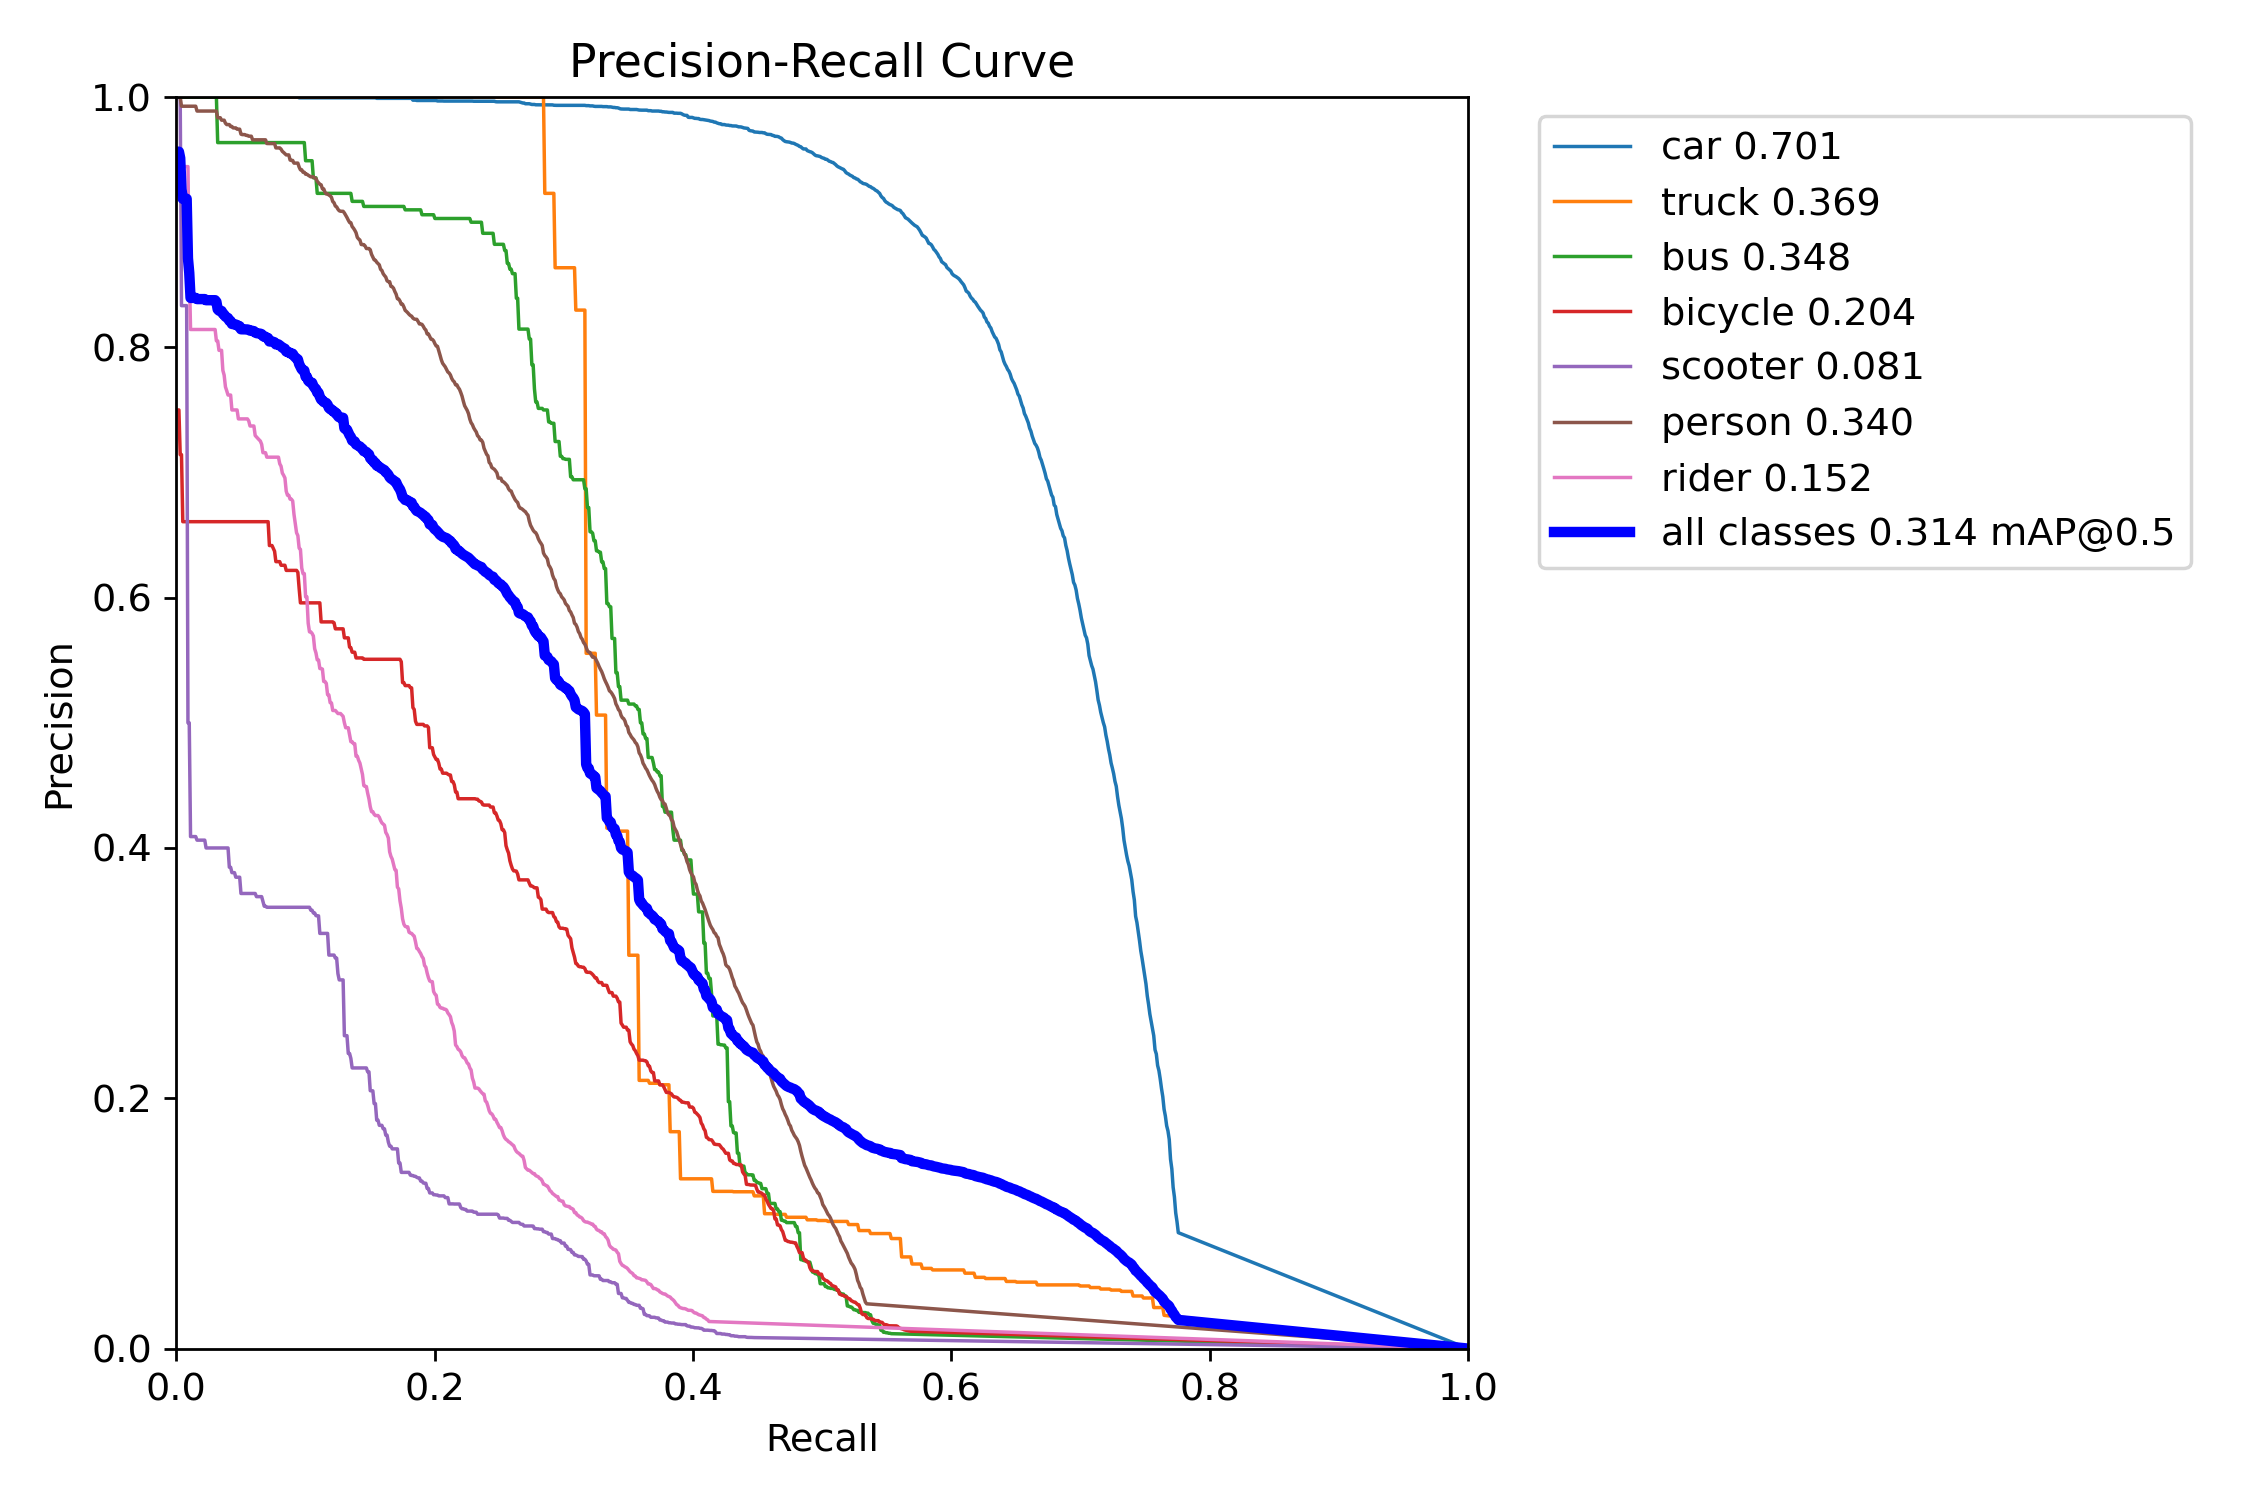 Precision-Recall Curve
1.0
0.8
0.6
0.4
0.2
0.0
Precision
0.0 0.2 0.4 0.6 0.8 1.0
Recall
car 0.701
truck 0.369
bus 0.348
bicycle 0.204
scooter 0.081
person 0.340
rider 0.152
all classes 0.314 mAP@0.5